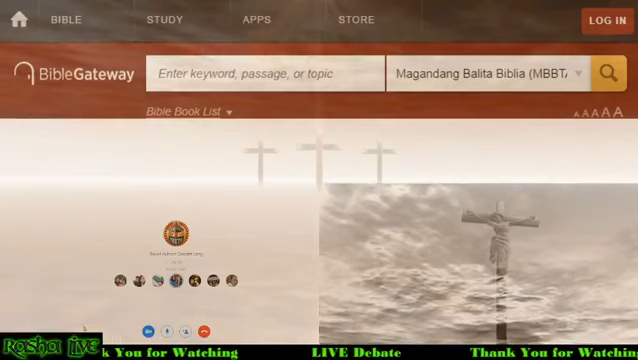 BIBLE STUDY APPS STORE LOG IN
BibleGateway Enter keyword, passage, or topic Magandang Balita Biblia (MBBT
Bible Book List A A A A A
Rosha Live k You for Watching LIVE Debate Thank You for Watchin